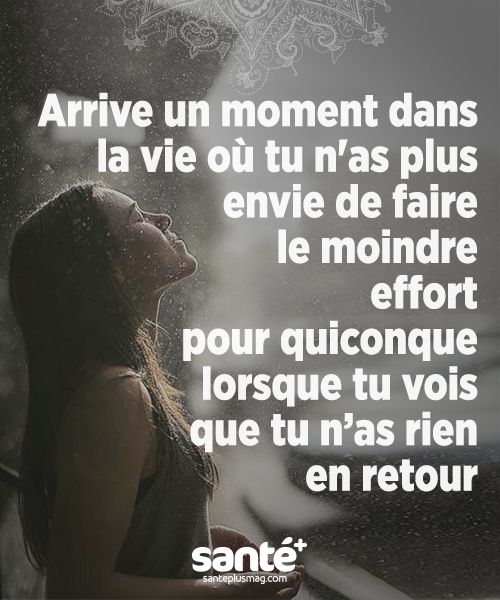 Arrive un moment dans
la vie où tu n'as plus
envie de faire
le moindre
effort
pour quiconque
lorsque tu vois
que tu n’as rien
en retour
santé+
santeplusmag.com